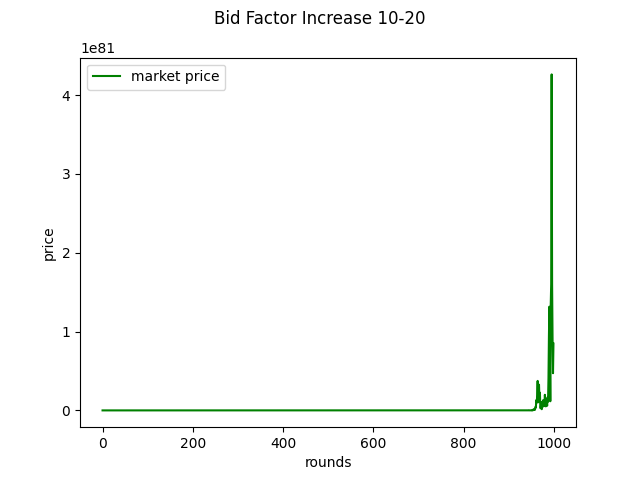 Bid Factor Increase 10-20
1e81
market price
4
3
2
1
0
price
0 200 400 600 800 1000
rounds